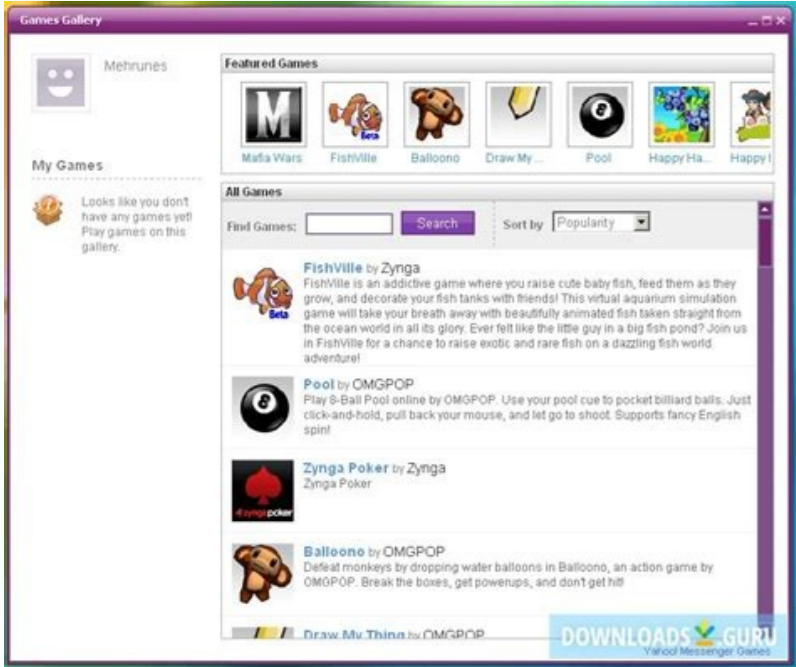 Games Gallery
Mehrunes
My Games
Looks like you don't
have any games yet!
Play games on this
gallery.
Featured Games
M
Beta
8
Mafia Wars
FishVille
Balloono
Draw My ...
Pool
Happy Ha...
Happy
All Games
Find Games:
Search
Sort by
Popularity
Beta
FishVille by Zynga
FishVille is an addictive game where you raise cute baby fish, feed them as they
grow, and decorate your fish tanks with friends! This virtual aquarium simulation
game will take your breath away with beautifully animated fish taken straight from
the ocean world in all its glory. Ever felt like the little guy in a big fish pond? Join us
in FishVille for a chance to raise exotic and rare fish on a dazzling fish world
adventure!
8
Pool by OMGPOP
Play 8-Ball Pool online by OMGPOP. Use your pool cue to pocket billiard balls. Just
click-and-hold, pull back your mouse, and let go to shoot. Supports fancy English
spin!
zynga poker
Zynga Poker by Zynga
Zynga Poker
Balloono by OMGPOP
Defeat monkeys by dropping water balloons in Balloono, an action game by
OMGPOP. Break the boxes, get powerups, and don't get hit!
Draw My Thing by OMGPOP
DOWNLOADS.GURU
Yahoo! Messenger Games